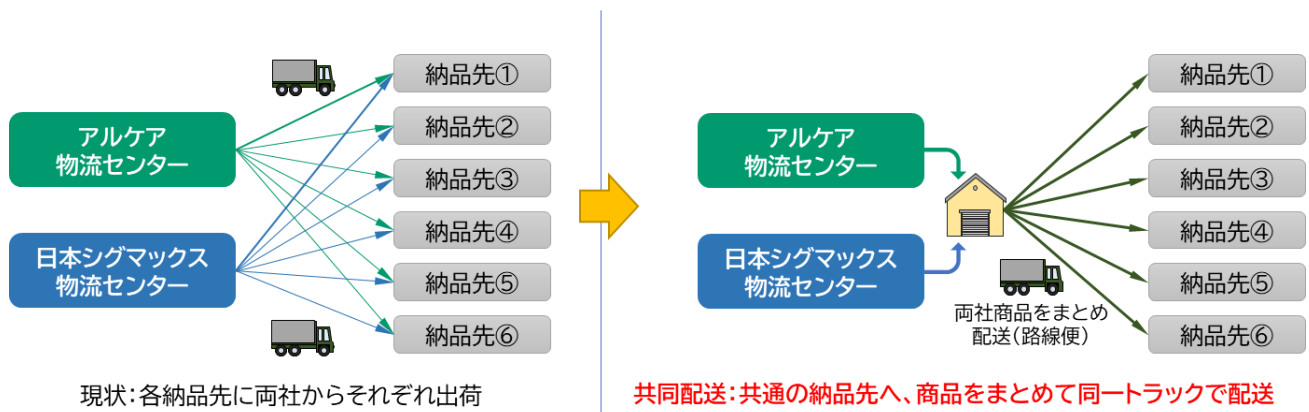 アルケア
物流センター
日本シグマックス
物流センター
納品先①
納品先②
納品先③
納品先④
納品先⑤
納品先⑥
現状：各納品先に両社からそれぞれ出荷
アルケア
物流センター
日本シグマックス
物流センター
両社商品をまとめ
配送（路線便）
納品先①
納品先②
納品先③
納品先④
納品先⑤
納品先⑥
共同配送：共通の納品先へ、商品をまとめて同一トラックで配送